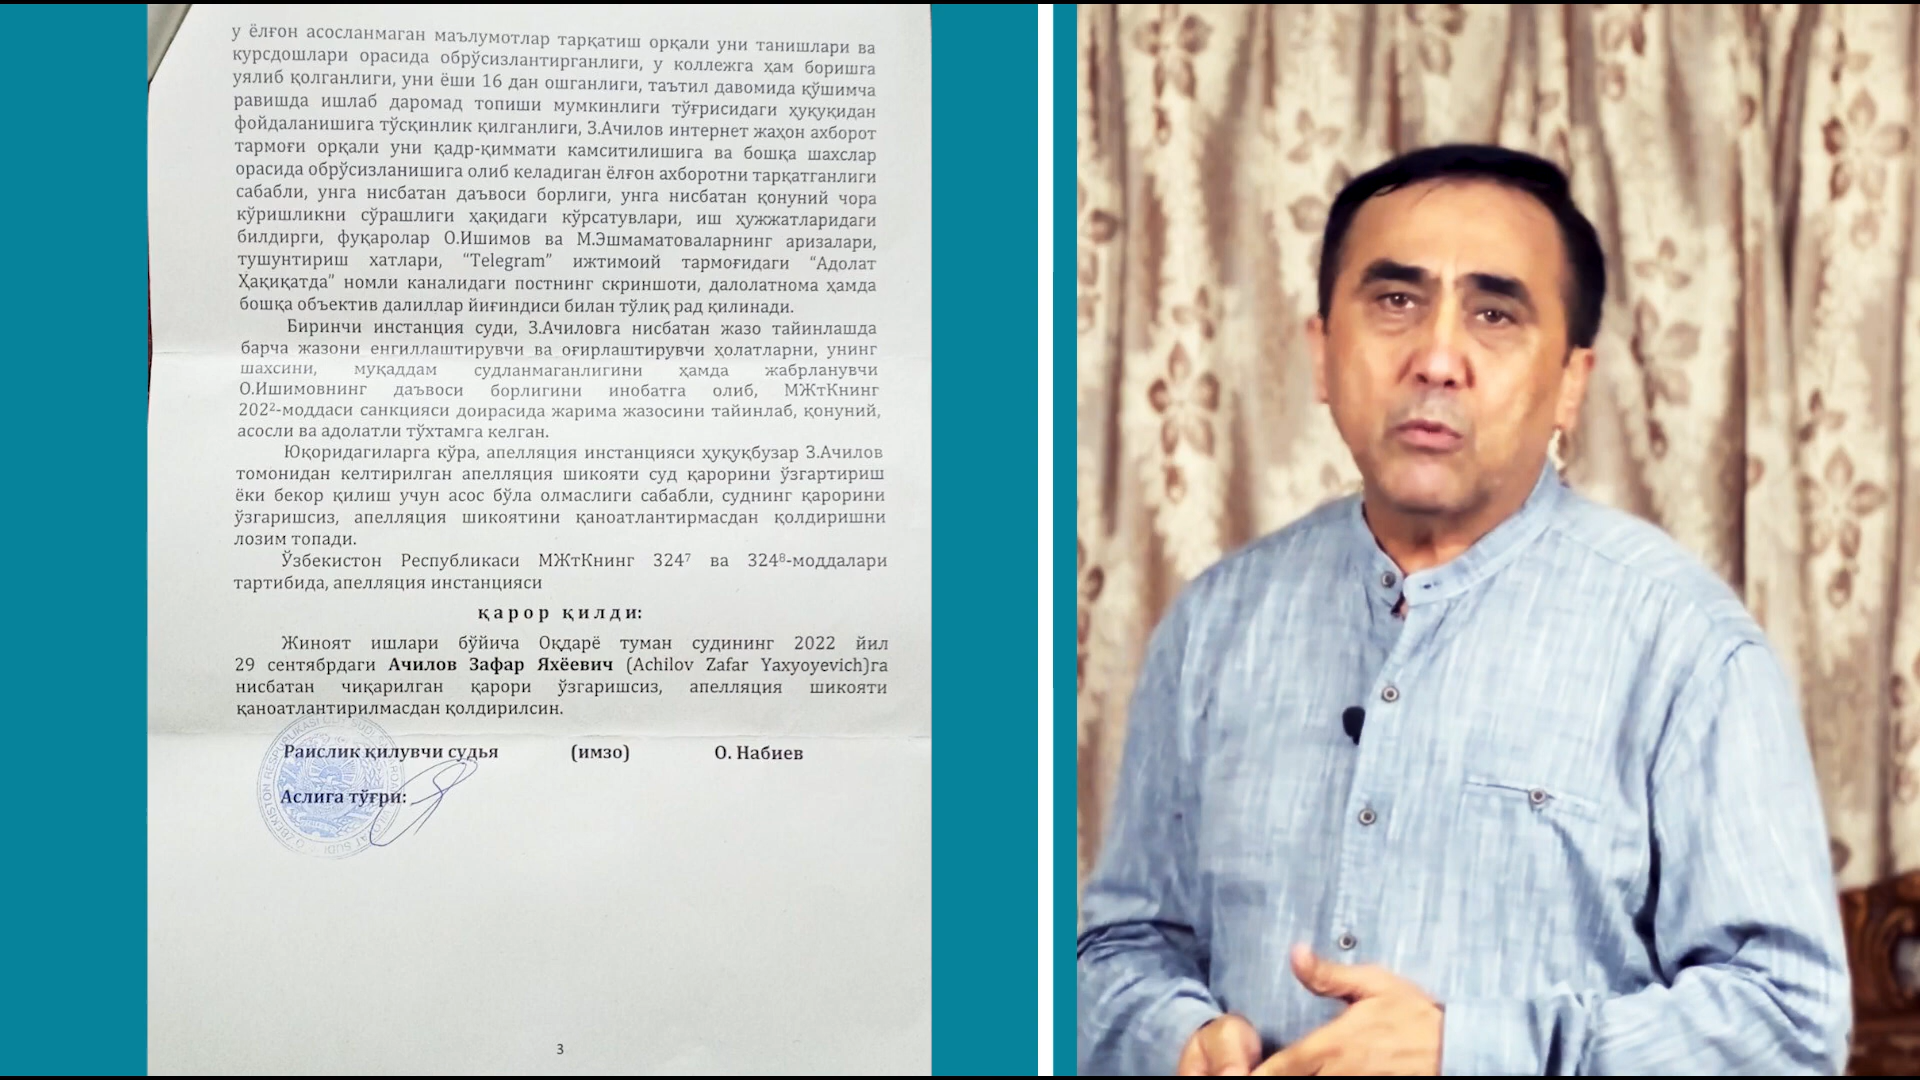 у ёлғон асосланмаган маълумотлар тарқатиш орқали уни танишлари ва
курсдошлари орасида обрўсизлантирганлиги, у коллежга ҳам боришга
уялиб қолганлиги, уни ёши 16 дан ошганлиги, таътил давомида қўшимча
равишда ишлаб даромад топиши мумкинлиги тўғрисидаги ҳуқуқидан
фойдаланишига тўсқинлик қилганлиги, З.Ачилов интернет жаҳон ахборот
тармоғи орқали уни қадр-қиммати камситилишига ва бошқа шахслар
орасида обрўсизланишига олиб келадиган ёлғон ахборотни тарқатганлиги
сабабли, унга нисбатан даъвоси борлиги, унга нисбатан қонуний чора
кўришликни сўрашлиги ҳақидаги кўрсатувлари, иш ҳужжатларидаги
билдирги, фуқаролар О.Ишимов ва М.Эшмаматоваларнинг аризалари,
тушунтириш хатлари, “Telegram” ижтимоий тармоғидаги “Адолат
Ҳақиқатда” номли каналидаги постнинг скриншоти, далолатнома ҳамда
бошқа объектив далиллар йиғиндиси билан тўлиқ рад қилинади.
Биринчи инстанция суди, З.Ачиловга нисбатан жазо тайинлашда
барча жазони енгиллаштирувчи ва оғирлаштирувчи ҳолатларни, унинг
шахсини, муқаддам судланмаганлигини ҳамда жабрланувчи
О.Ишимовнинг даъвоси борлигини инобатга олиб, МЖтКнинг
202²-моддаси санкцияси доирасида жарима жазосини тайинлаб, қонуний,
асосли ва адолатли тўхтамга келган.
Юқоридагиларга кўра, апелляция инстанцияси ҳуқуқбузар З.Ачилов
томонидан келтирилган апелляция шикояти суд қарорини ўзгартириш
ёки бекор қилиш учун асос бўла олмаслиги сабабли, суднинг қарорини
ўзгаришсиз, апелляция шикоятини қаноатлантирмасдан қолдиришни
лозим топади.
Ўзбекистон Республикаси МЖтКнинг 324⁷ ва 324⁸-моддалари
тартибида, апелляция инстанцияси
қ а р о р қ и л д и:
Жиноят ишлари бўйича Оқдарё туман судининг 2022 йил
29 сентябрдаги Ачилов Зафар Яхёевич (Achilov Zafar Yaxyoyevich)га
нисбатан чиқарилган қарори ўзгаришсиз, апелляция шикояти
қаноатлантирилмасдан қолдирилсин.
Раислик қилувчи судья (имзо) О. Набиев
Аслига тўғри:
3